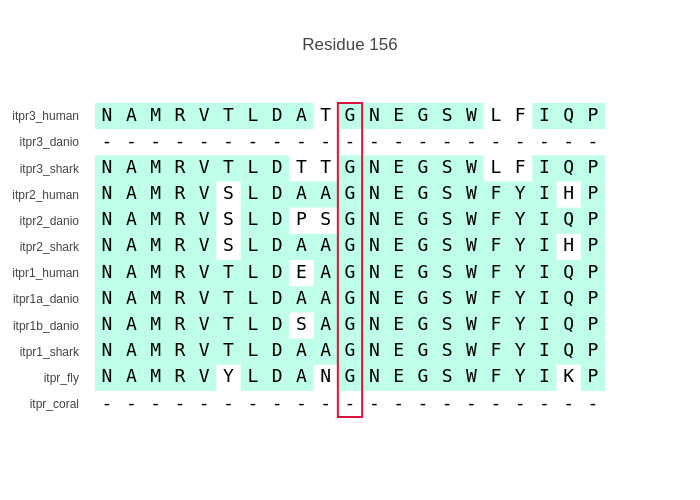 Residue 156
itpr3_human N A M R V T L D A T G N E G S W L F I Q P
itpr3_danio - - - - - - - - - - - - - - - - - - - - -
itpr3_shark N A M R V T L D T T G N E G S W L F I Q P
itpr2_human N A M R V S L D A A G N E G S W F Y I H P
itpr2_danio N A M R V S L D P S G N E G S W F Y I Q P
itpr2_shark N A M R V S L D A A G N E G S W F Y I H P
itpr1_human N A M R V T L D E A G N E G S W F Y I Q P
itpr1a_danio N A M R V T L D A A G N E G S W F Y I Q P
itpr1b_danio N A M R V T L D S A G N E G S W F Y I Q P
itpr1_shark N A M R V T L D A A G N E G S W F Y I Q P
itpr_fly N A M R V Y L D A N G N E G S W F Y I K P
itpr_coral - - - - - - - - - - - - - - - - - - - - -